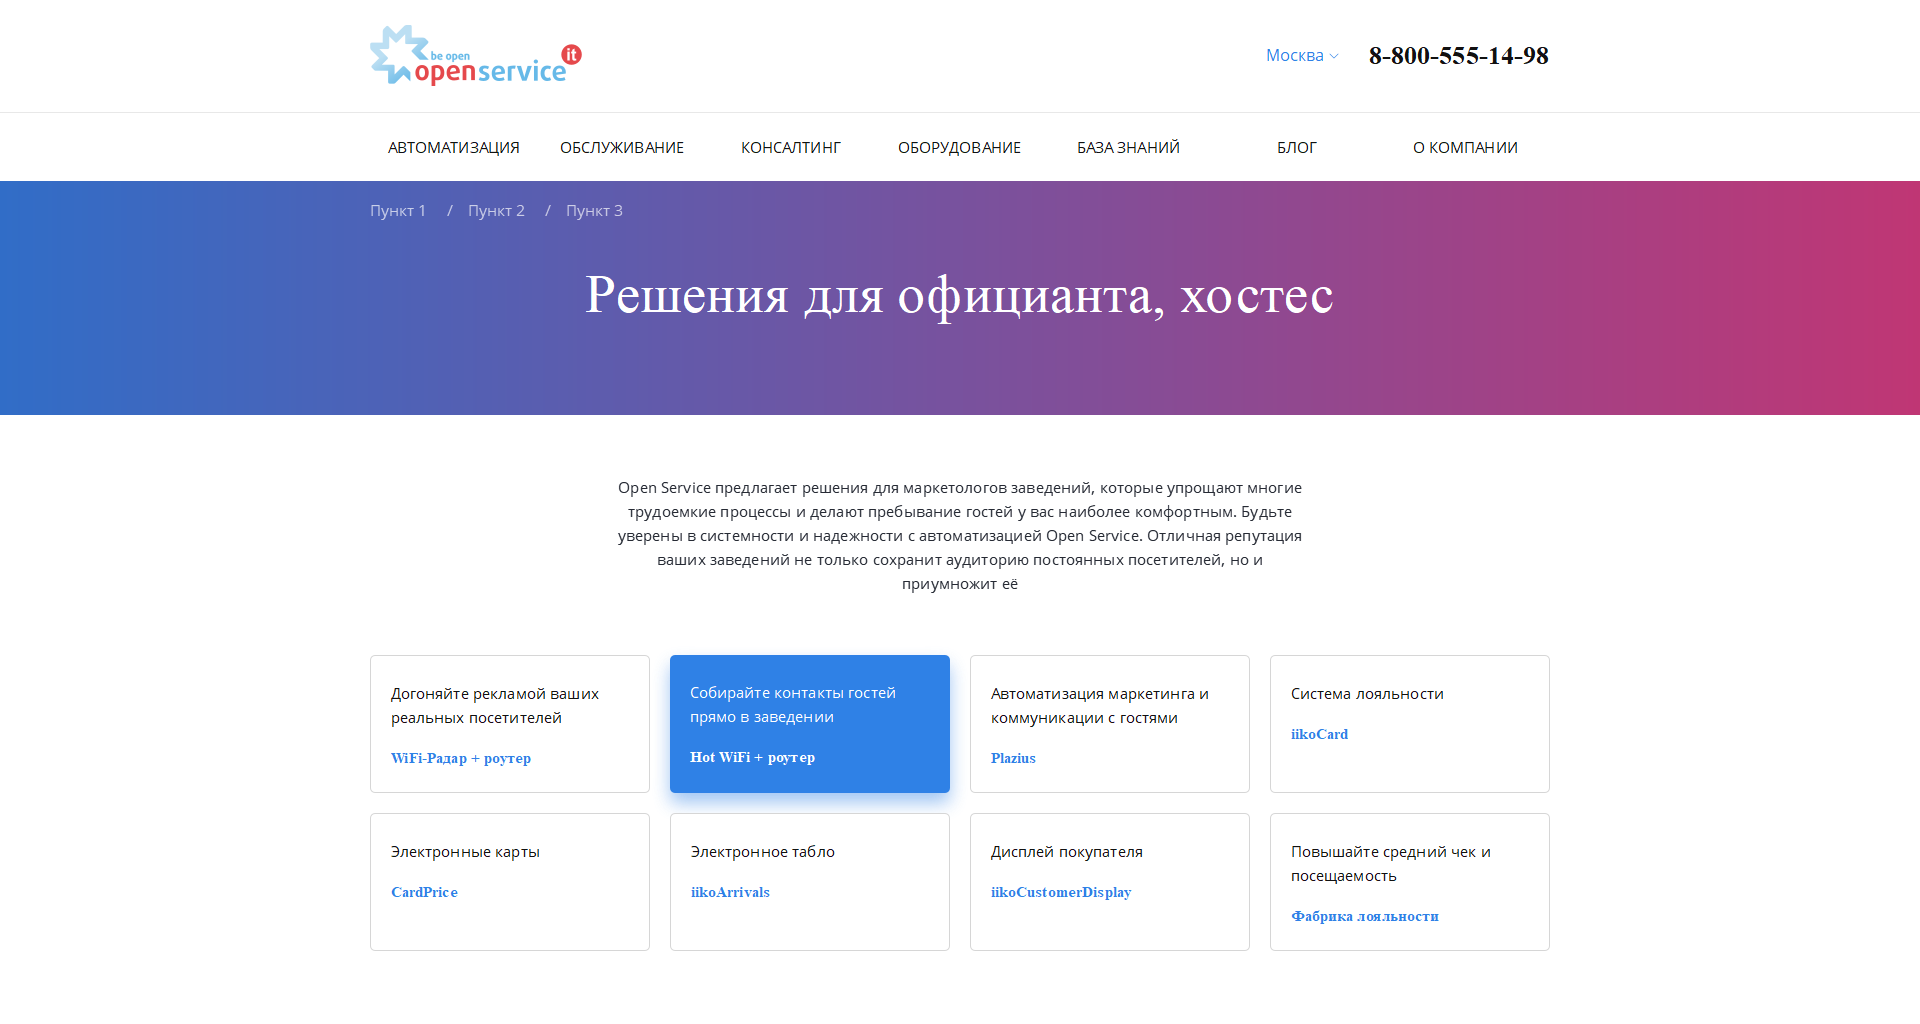 be open
openservice it
Москва
8-800-555-14-98
АВТОМАТИЗАЦИЯ ОБСЛУЖИВАНИЕ КОНСАЛТИНГ ОБОРУДОВАНИЕ БАЗА ЗНАНИЙ БЛОГ О КОМПАНИИ
Пункт 1 / Пункт 2 / Пункт 3
Решения для официанта, хостес
Open Service предлагает решения для маркетологов заведений, которые упрощают многие
трудоемкие процессы и делают пребывание гостей у вас наиболее комфортным. Будьте
уверены в системности и надежности с автоматизацией Open Service. Отличная репутация
ваших заведений не только сохранит аудиторию постоянных посетителей, но и
приумножит её
Догоняйте рекламой ваших
реальных посетителей
WiFi-Радар + роутер
Собирайте контакты гостей
прямо в заведении
Hot WiFi + роутер
Автоматизация маркетинга и
коммуникации с гостями
Plazius
Система лояльности
iikoCard
Электронные карты
CardPrice
Электронное табло
iikoArrivals
Дисплей покупателя
iikoCustomerDisplay
Повышайте средний чек и
посещаемость
Фабрика лояльности